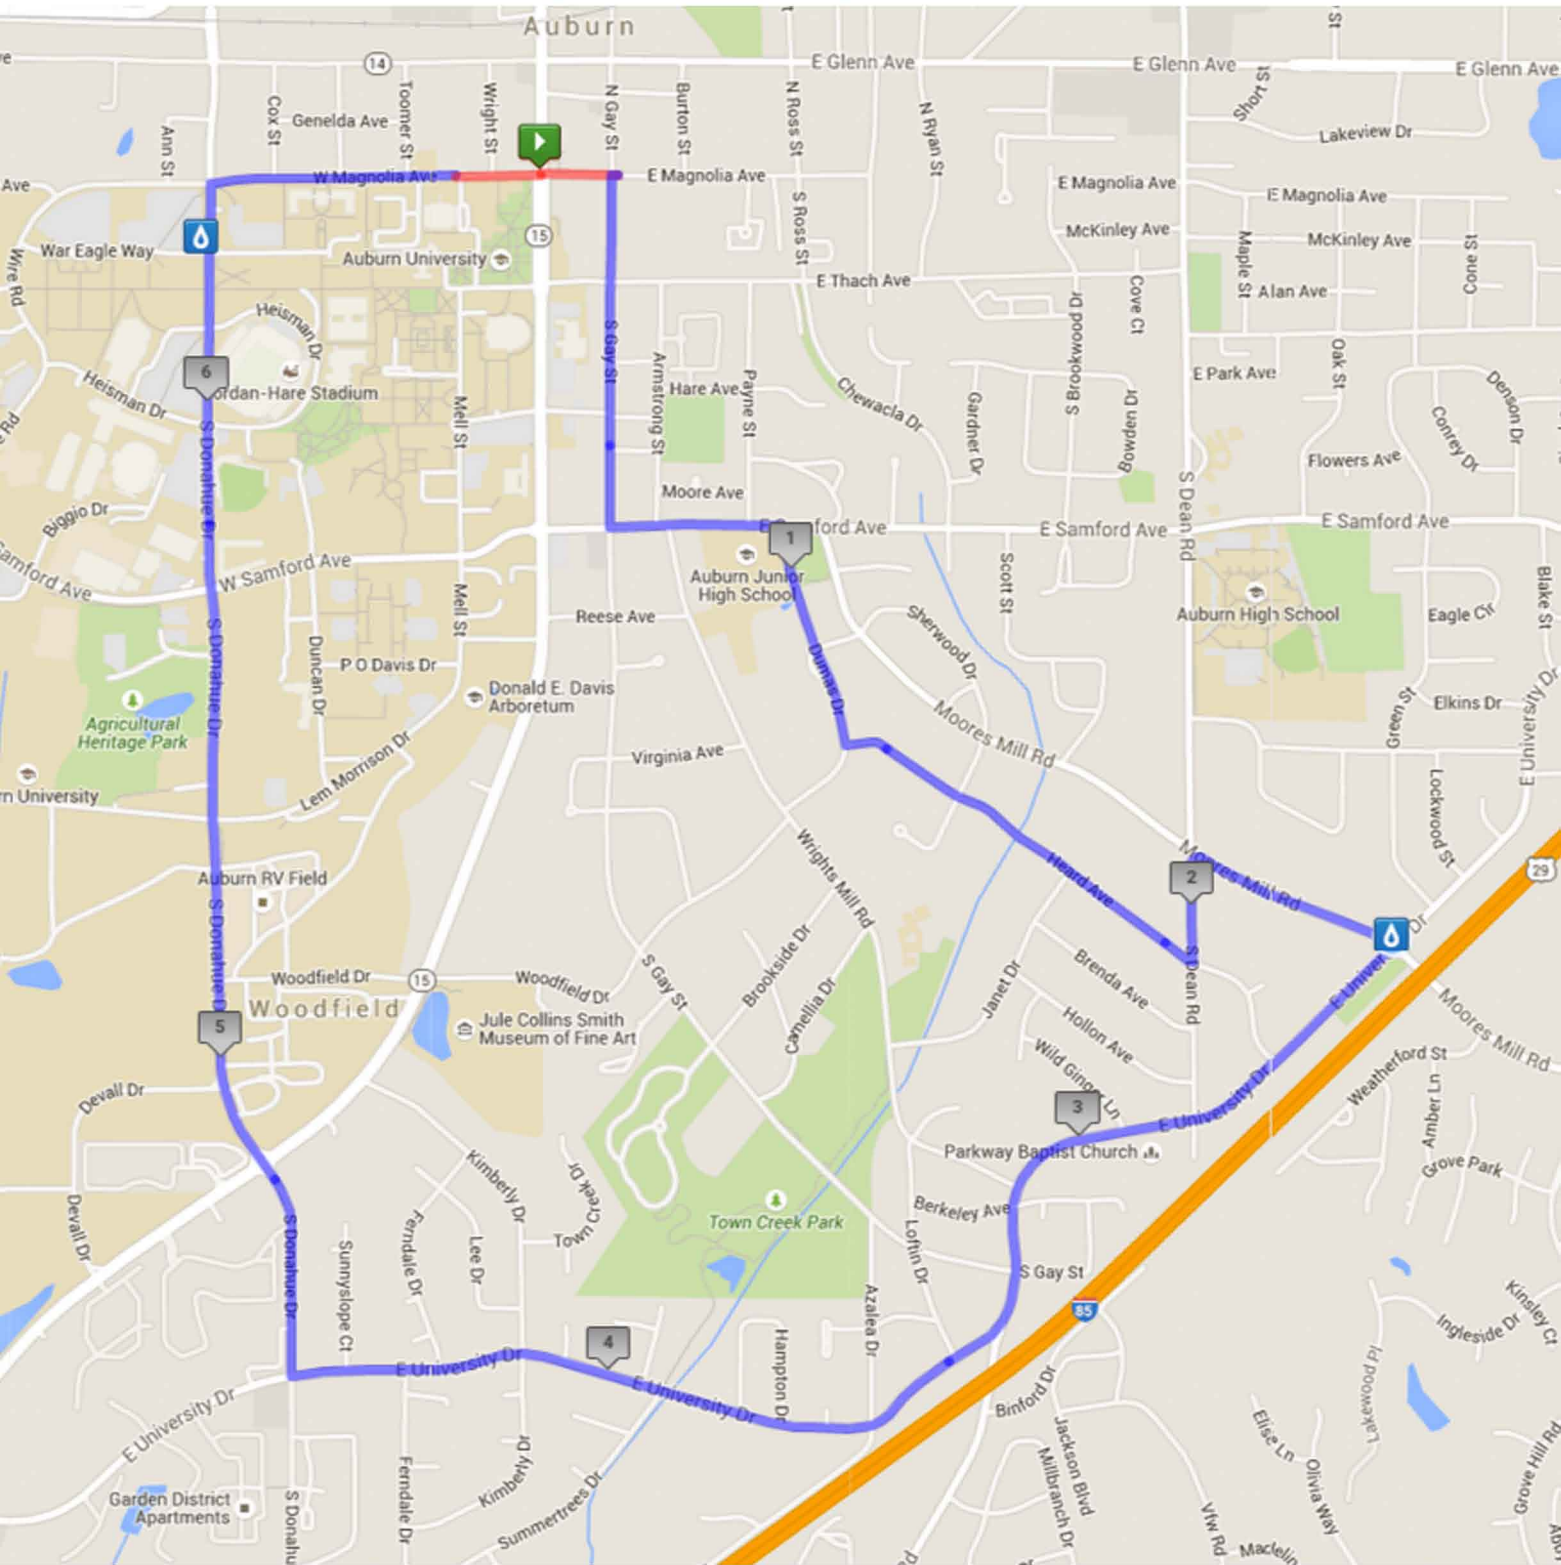 Auburn
St
E Glenn Ave
E Glenn Ave
E Glenn Ave
14
Ann St
Cox St
Genelda Ave
Toomer St
Wright St
N Gay St
Burton St
N Ross St
N Ryan St
Short St
Lakeview Dr
Ave
W Magnolia Ave
E Magnolia Ave
E Magnolia Ave
E Magnolia Ave
War Eagle Way
Auburn University
15
S Ross St
McKinley Ave
McKinley Ave
Maple St
Cone St
Wire Rd
E Thach Ave
Cove Ct
Alan Ave
Heisman Dr
S Gay St
S Brookwood Dr
6
Jordan-Hare Stadium
Heisman Dr
Armstrong St
Hare Ave
Payne St
Chewacla Dr
Gardner Dr
Bowden Dr
E Park Ave
Oak St
Denson Dr
Conrey Dr
Rd
Mell St
S Donahue Dr
Flowers Ave
Biggio Dr
Moore Ave
S Dean Rd
ford Ave
E Samford Ave
E Samford Ave
1
Samford Ave
W Samford Ave
Auburn Junior
High School
Scott St
Auburn High School
Blake St
Eagle Cir
Mell St
Reese Ave
Sherwood Dr
S Donahue Dr
Duncan Dr
P O Davis Dr
Dumas Dr
Donald E. Davis
Arboretum
Agricultural
Heritage Park
Moores Mill Rd
Green St
Elkins Dr
E University Dr
Virginia Ave
Lem Morrison Dr
rn University
Lockwood St
Wrights Mill Rd
Moores Mill Rd
Heard Ave
2
29
Auburn RV Field
S Donahue Dr
Dr
Woodfield Dr
15
Woodfield Dr
Woodfield
S Gay St
Brookside Dr
Camellia Dr
Janet Dr
Brenda Ave
S Dean Rd
E Univer
Moores Mill Rd
5
Jule Collins Smith
Museum of Fine Art
Hollon Ave
Wild Ginger Ln
Weatherford St
Amber Ln
Devall Dr
3
E University Dr
Parkway Baptist Church
Grove Park
Kimberly Dr
Town Creek Dr
Devall Dr
Town Creek Park
Berkeley Ave
Loftin Dr
S Donahue Dr
Sunnyslope Ct
Ferndale Dr
Lee Dr
S Gay St
85
Azalea Dr
Kinsley Ct
Ingleside Dr
4
Hampton Dr
E University Dr
E University Dr
E University Dr
Binford Dr
Lakewood Pl
Jackson Blvd
Millbranch Dr
Elise Ln
Olivia Way
Grove Hill Rd
Kimberly Dr
Ferndale Dr
Summertrees Dr
Garden District
Apartments
S Donahu
Vfw Rd
Maclelin